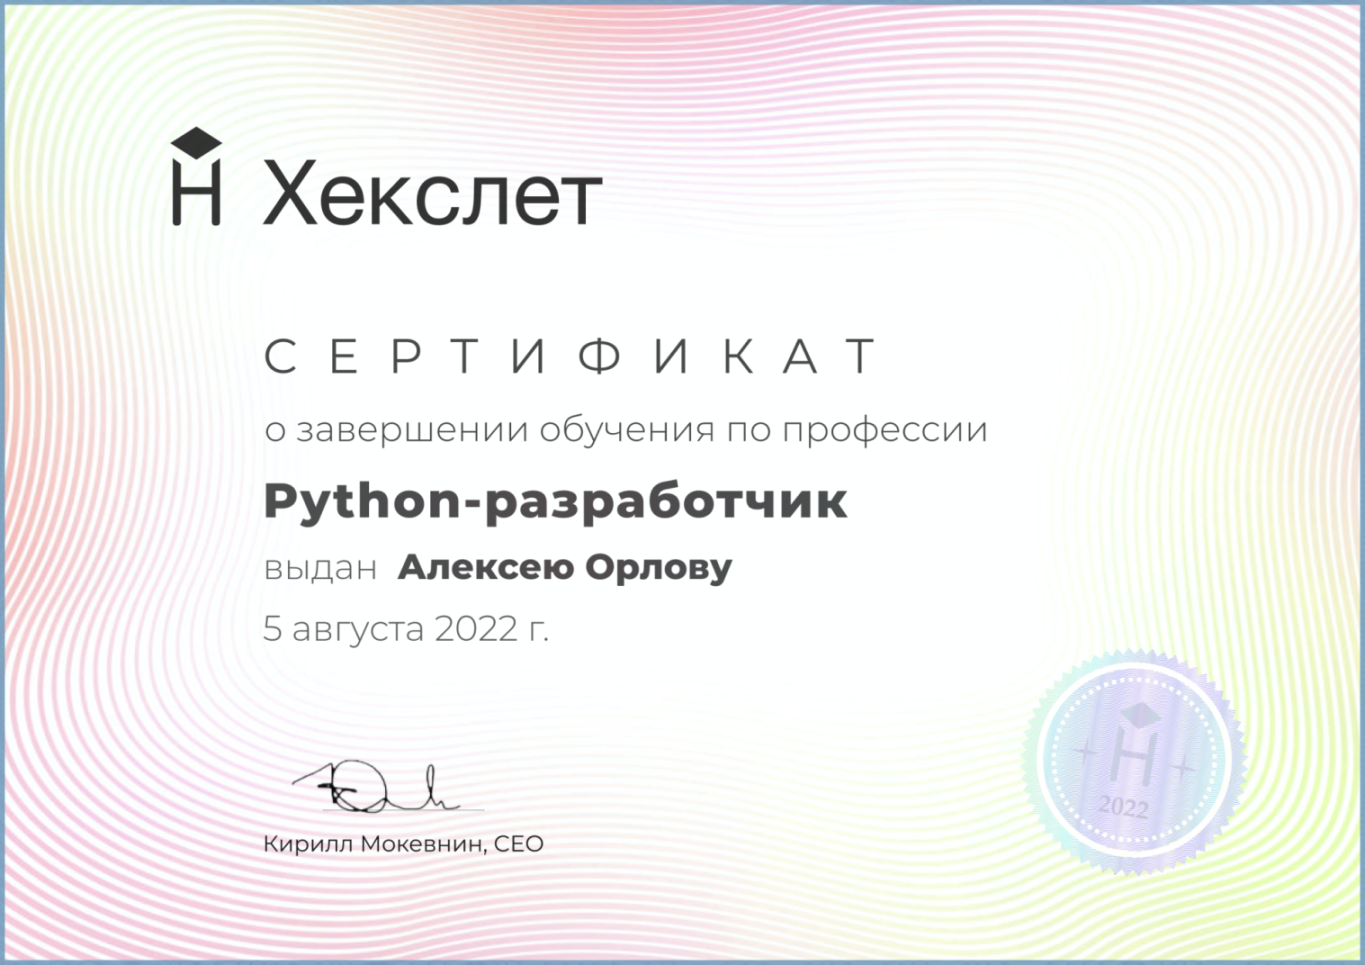 Хекслет
СЕРТИФИКАТ
о завершении обучения по профессии
Python-разработчик
выдан Алексею Орлову
5 августа 2022 г.
Кирилл Мокевнин, CEO
H
2022